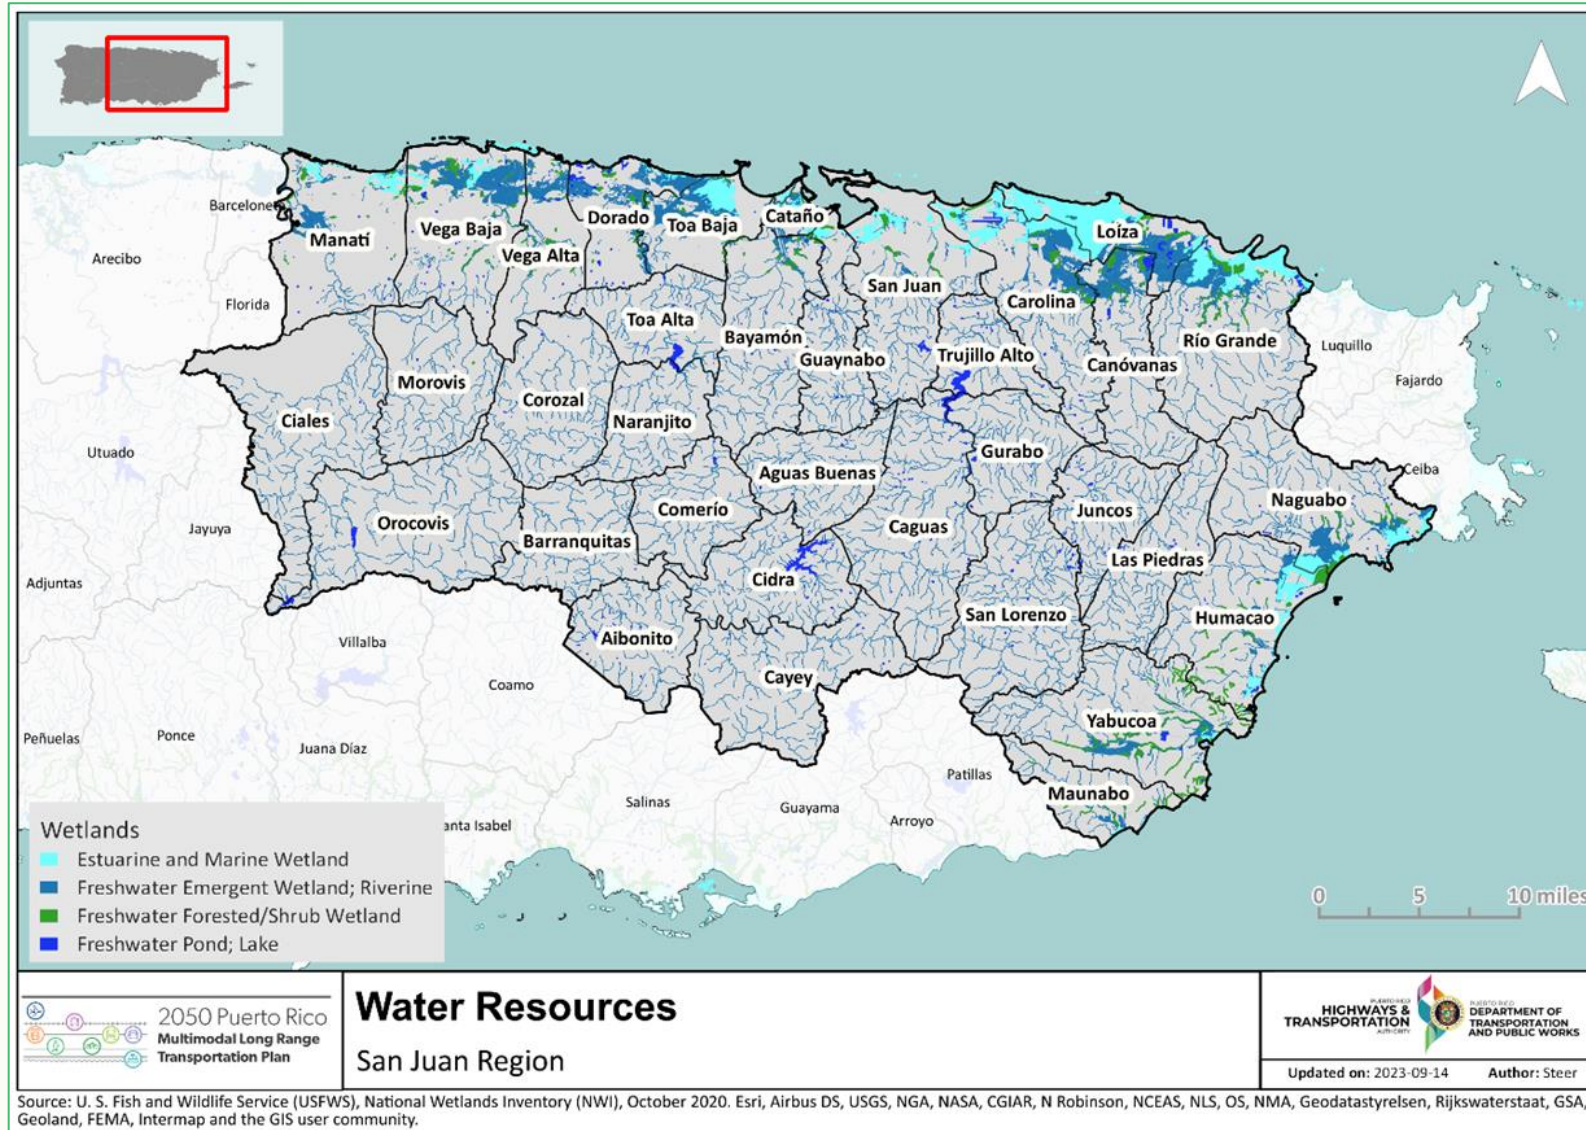 Barcelone
Manatí
Vega Baja
Vega Alta
Dorado
Toa Baja
Cataño
Loíza
Arecibo
Florida
San Juan
Carolina
Toa Alta
Bayamón
Guaynabo
Trujillo Alto
Canóvanas
Río Grande
Luquillo
Fajardo
Ciales
Morovis
Corozal
Naranjito
Utuado
Aguas Buenas
Gurabo
Ceiba
Naguabo
Jayuya
Orocovis
Barranquitas
Comerío
Caguas
Juncos
Las Piedras
Adjuntas
Cidra
San Lorenzo
Humacao
Villalba
Aibonito
Coamo
Cayey
Yabucoa
Peñuelas
Ponce
Juana Díaz
Patillas
Maunabo
Salinas
Guayama
Arroyo
anta Isabel
Wetlands
Estuarine and Marine Wetland
Freshwater Emergent Wetland; Riverine
Freshwater Forested/Shrub Wetland
Freshwater Pond; Lake
0 5 10 miles
2050 Puerto Rico
Multimodal Long Range
Transportation Plan
Water Resources
San Juan Region
PUERTO RICO
HIGHWAYS &
TRANSPORTATION
AUTHORITY
PUERTO RICO
DEPARTMENT OF
TRANSPORTATION
AND PUBLIC WORKS
Updated on: 2023-09-14 Author: Steer
Source: U. S. Fish and Wildlife Service (USFWS), National Wetlands Inventory (NWI), October 2020. Esri, Airbus DS, USGS, NGA, NASA, CGIAR, N Robinson, NCEAS, NLS, OS, NMA, Geodatastyrelsen, Rijkswaterstaat, GSA,
Geoland, FEMA, Intermap and the GIS user community.